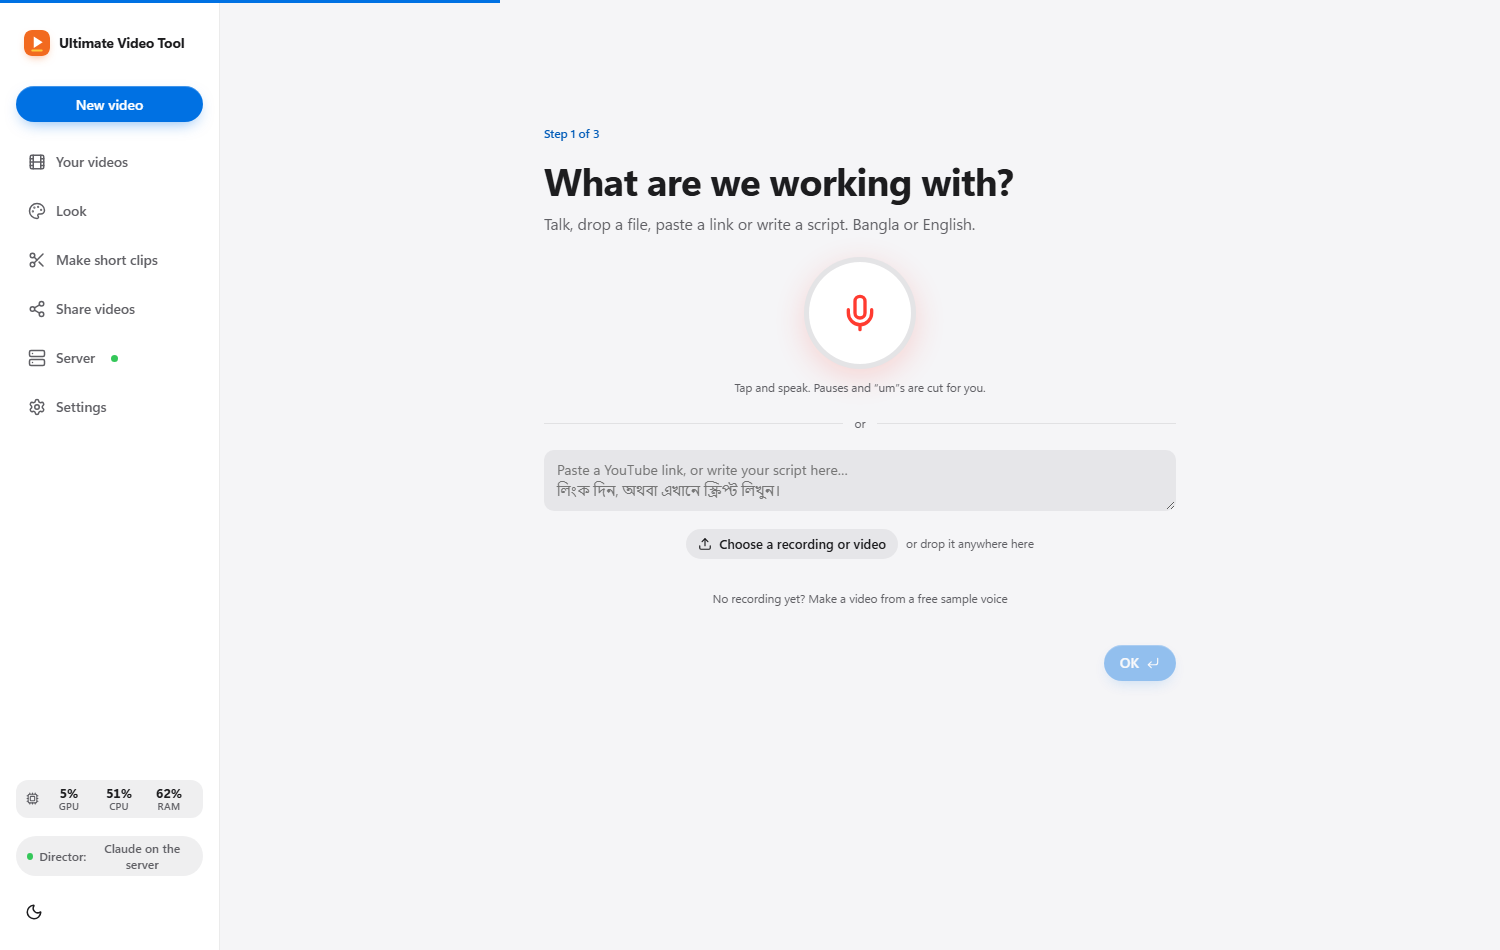 Ultimate Video Tool
New video
Your videos
Look
Make short clips
Share videos
Server
Settings
5% 51% 62%
GPU CPU RAM
Director: Claude on the
server
Step 1 of 3
What are we working with?
Talk, drop a file, paste a link or write a script. Bangla or English.
Tap and speak. Pauses and “um”s are cut for you.
or
Paste a YouTube link, or write your script here...
লিংক দিন, অথবা এখানে স্ক্রিপ্ট লিখুন।
Choose a recording or video or drop it anywhere here
No recording yet? Make a video from a free sample voice
OK